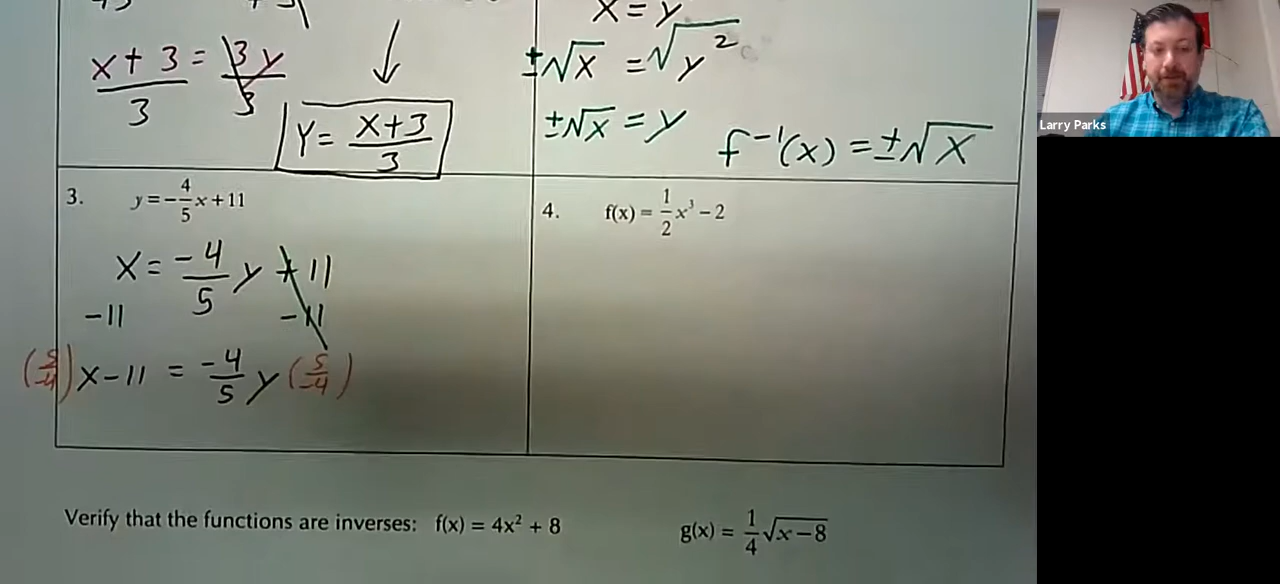 x + 3 = 3y
3
3
Y = x+3
3
x = y
±√x = √y²
±√x = y
f⁻¹(x) = ±√x
Larry Parks
3. y = -4/5x + 11
x = -4/5 y + 11
-11 -11
(5/-4) x - 11 = -4/5 y (5/-4)
4. f(x) = 1/2x³ - 2
Verify that the functions are inverses: f(x) = 4x² + 8 g(x) = 1/4√x-8